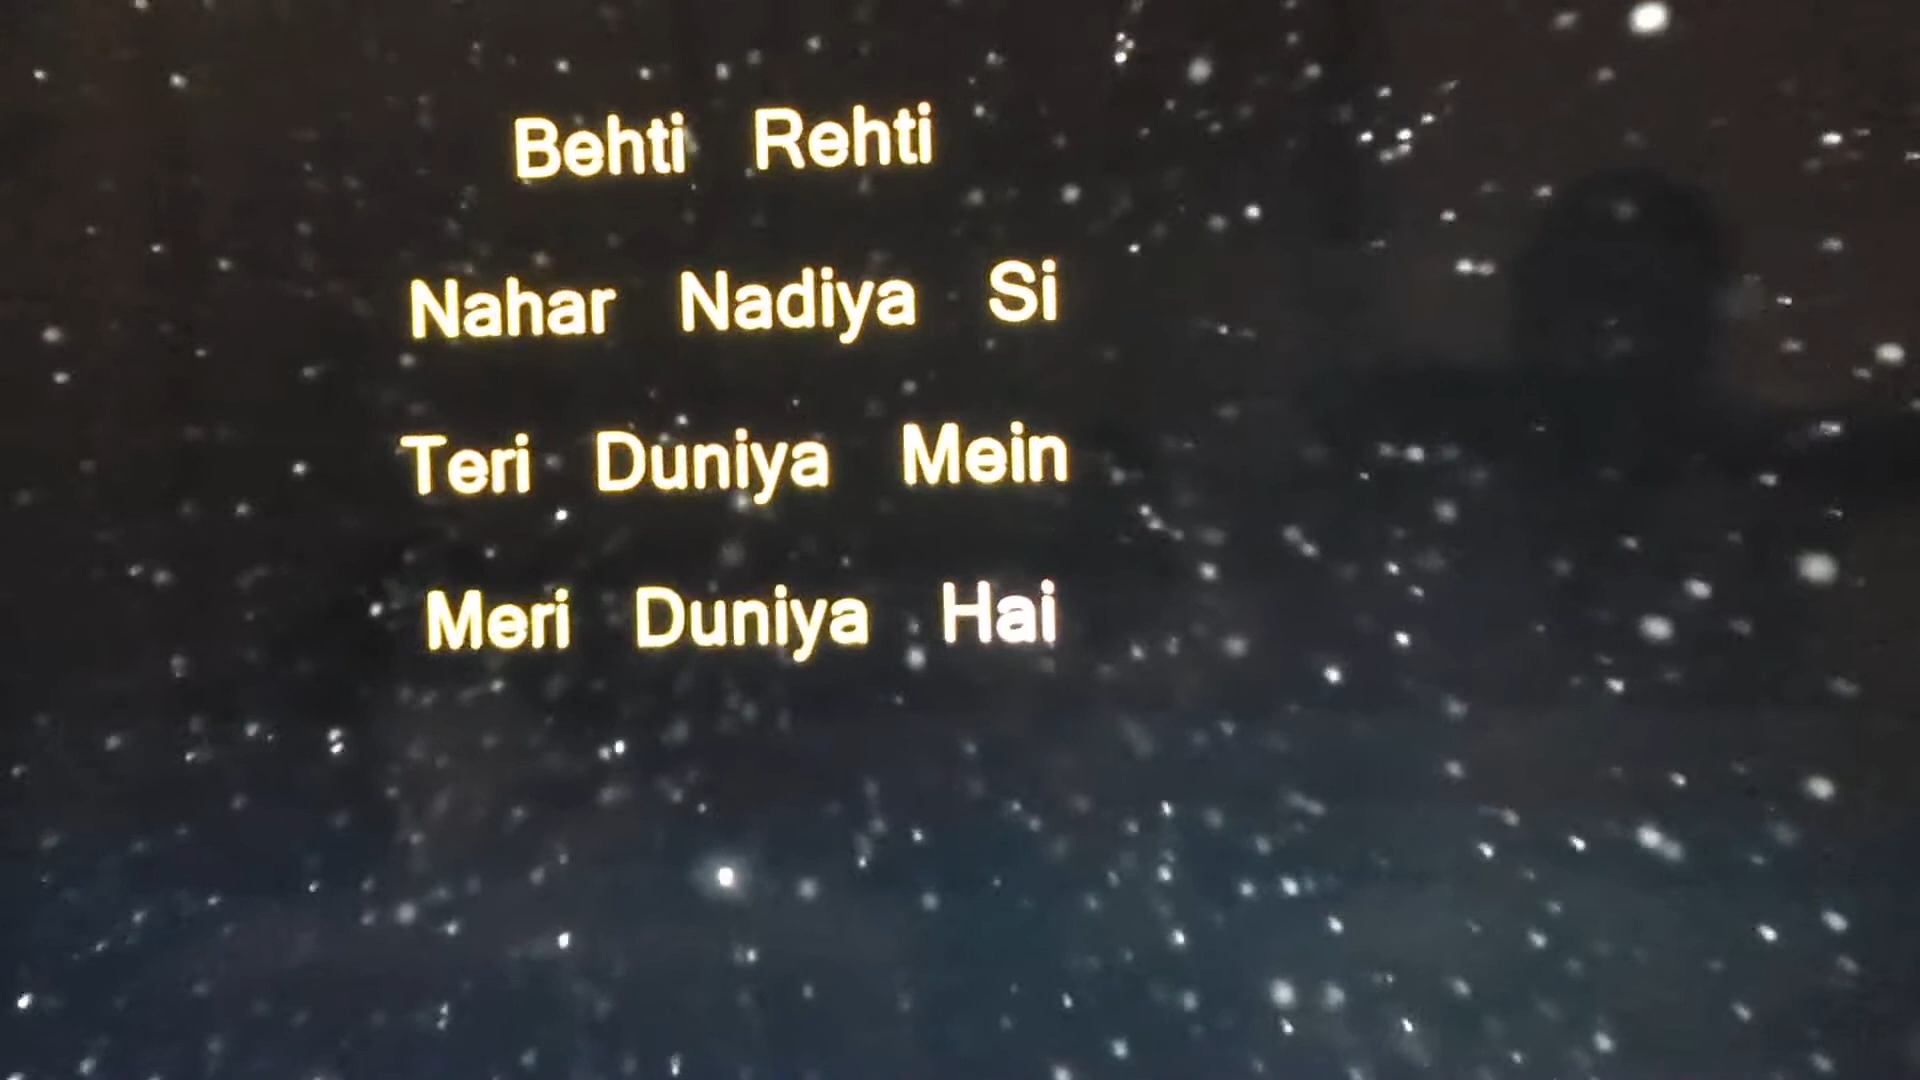 Behti Rehti
Nahar Nadiya Si
Teri Duniya Mein
Meri Duniya Hai